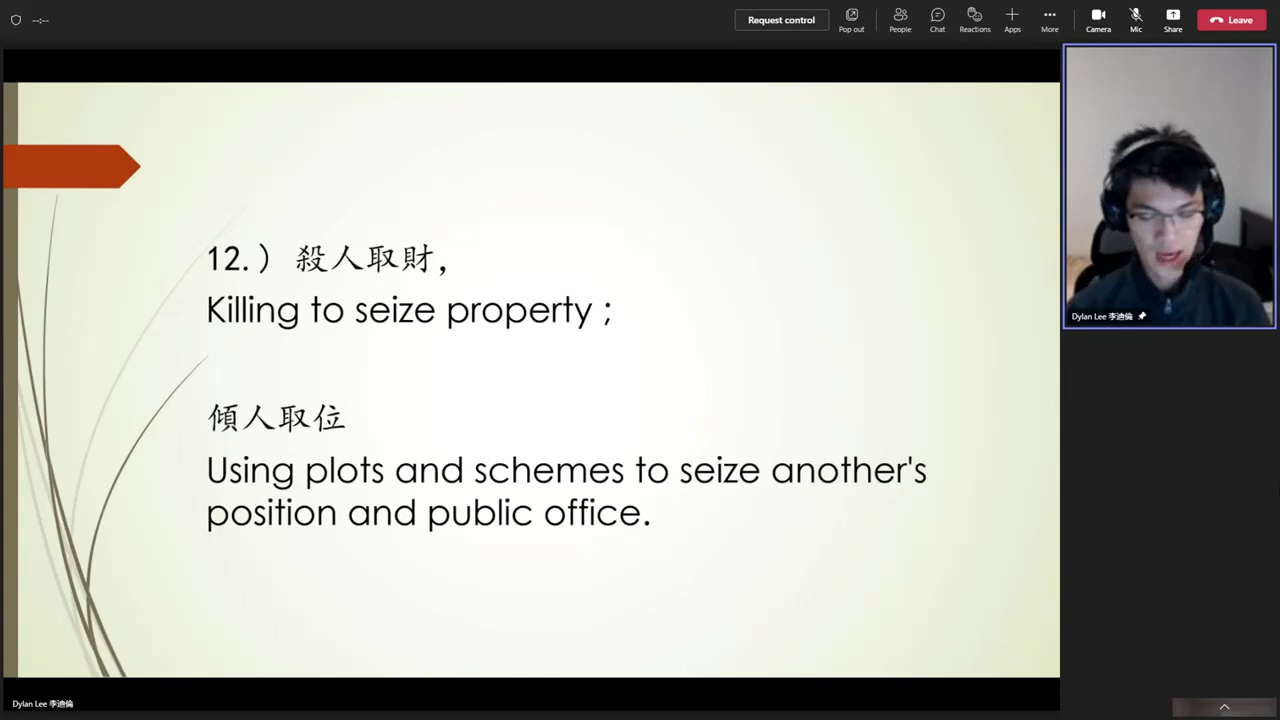 --:--
Request control
Pop out
People
Chat
Reactions
Apps
More
Camera
Mic
Share
Leave
12.）殺人取財，
Killing to seize property；
傾人取位
Using plots and schemes to seize another's
position and public office.
Dylan Lee 李迪倫
Dylan Lee 李迪倫